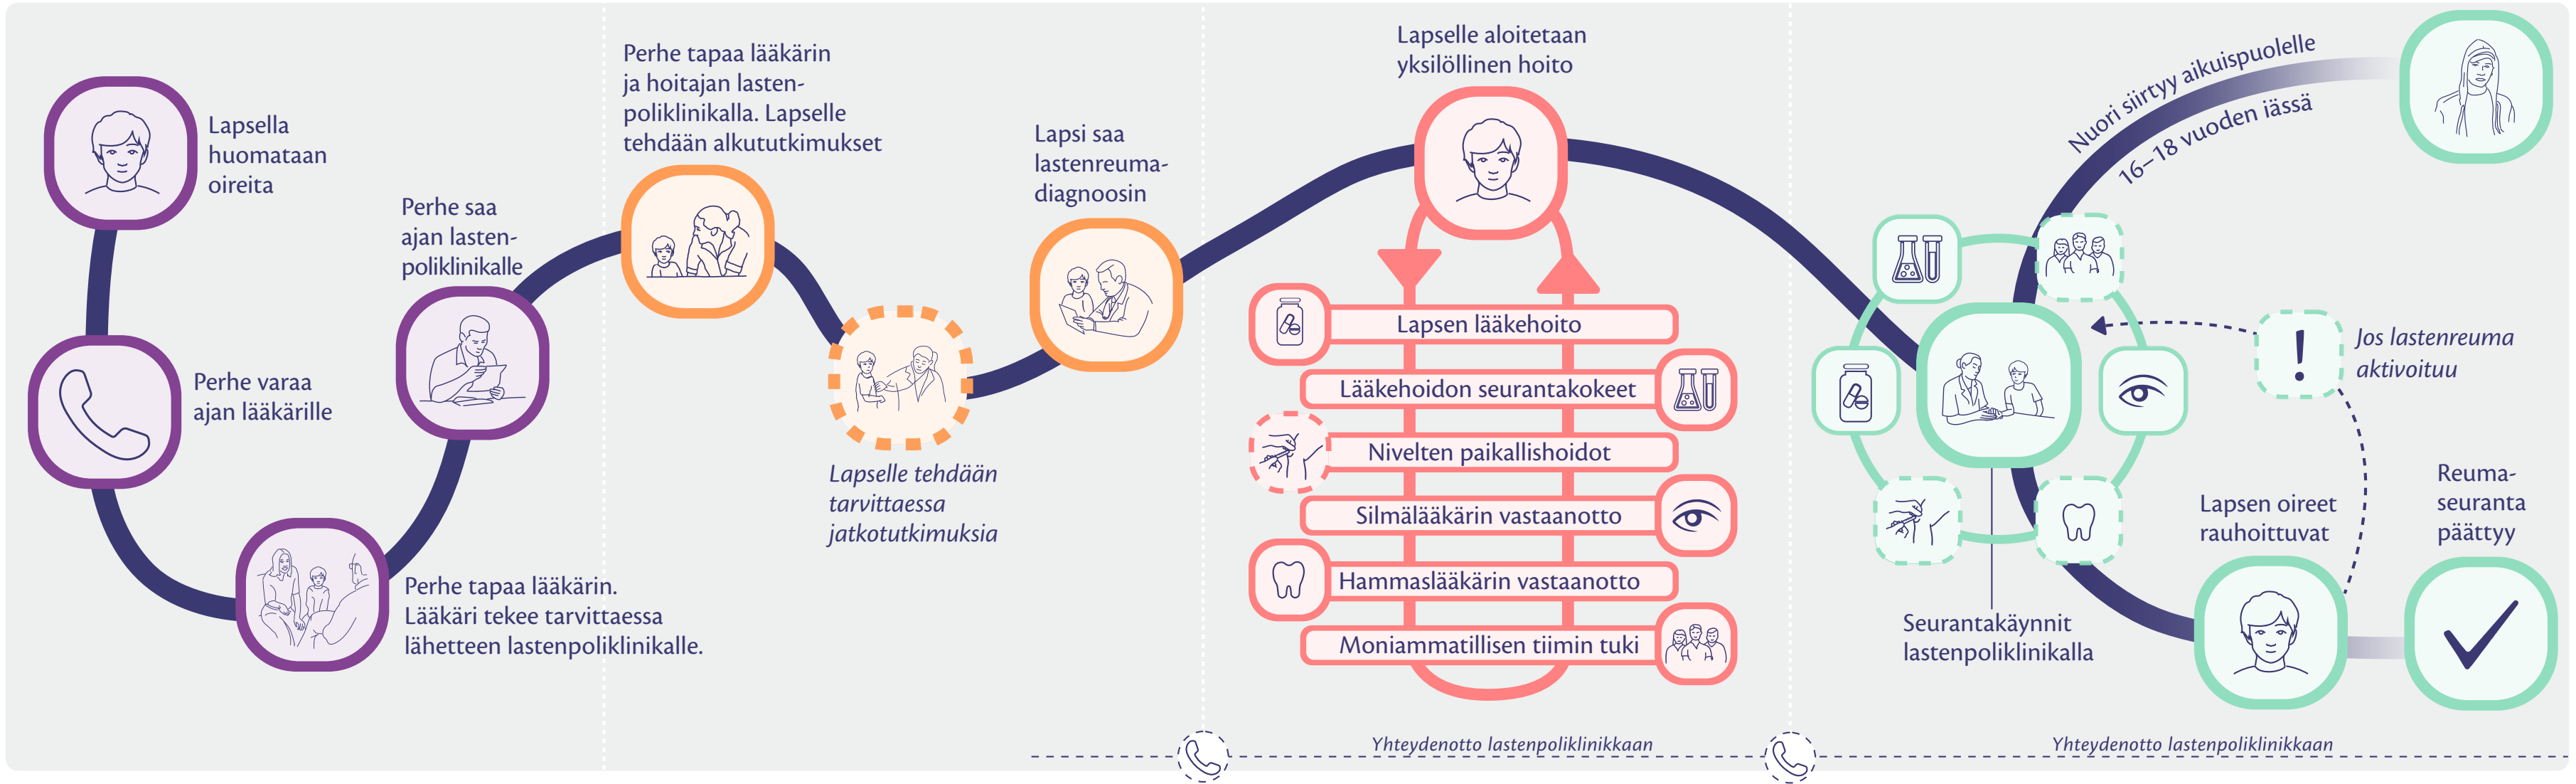 Lapsella
huomataan
oireita
Perhe varaa
ajan lääkärille
Perhe tapaa lääkärin.
Lääkäri tekee tarvittaessa
lähetteen lastenpoliklinikalle.
Perhe saa
ajan lasten-
poliklinikalle
Perhe tapaa lääkärin
ja hoitajan lasten-
poliklinikalla. Lapselle
tehdään alkututkimukset
Lapselle tehdään
tarvittaessa
jatkotutkimuksia
Lapsi saa
lastenreuma-
diagnoosin
Lapselle aloitetaan
yksilöllinen hoito
Lapsen lääkehoito
Lääkehoidon seurantakokeet
Nivelten paikallishoidot
Silmälääkärin vastaanotto
Hammaslääkärin vastaanotto
Moniammatillisen tiimin tuki
Yhteydenotto lastenpoliklinikkaan
Seurantakäynnit
lastenpoliklinikalla
Nuori siirtyy aikuispuolelle
16–18 vuoden iässä
!
Jos lastenreuma
aktivoituu
Lapsen oireet
rauhoittuvat
Reuma-
seuranta
päättyy
Yhteydenotto lastenpoliklinikkaan